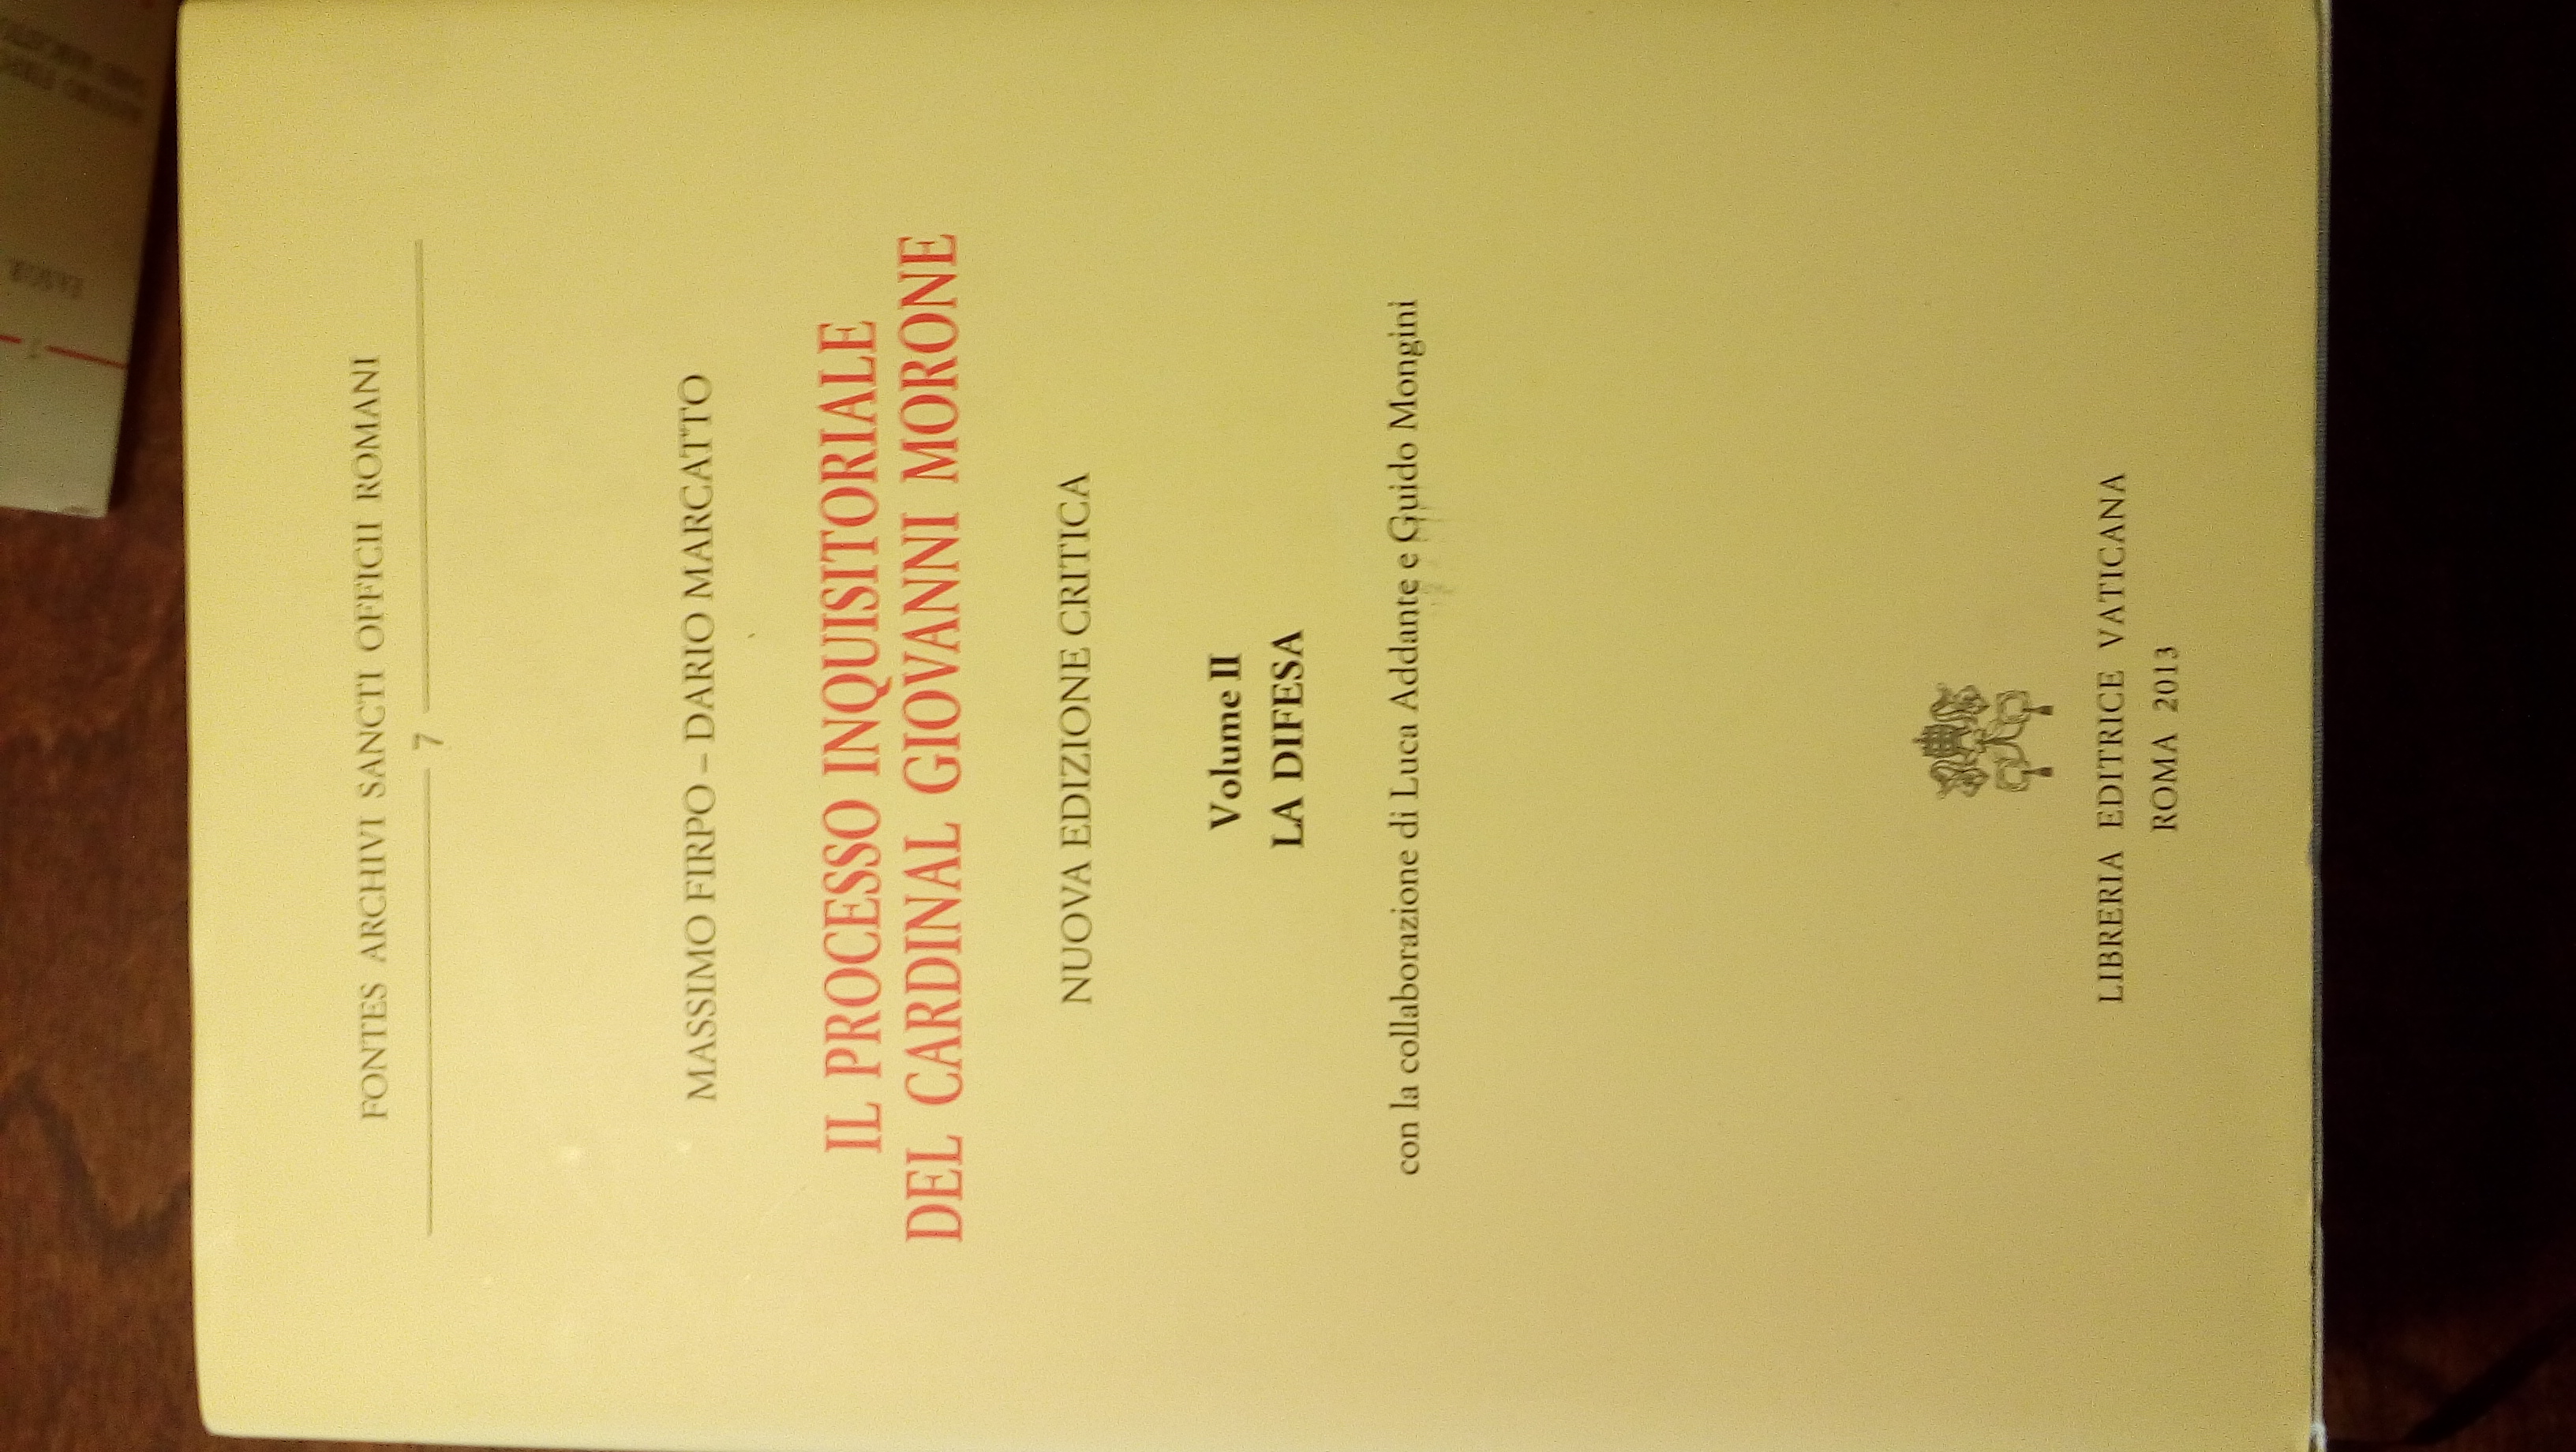 FONTES ARCHIVI SANCTI OFFICII ROMANI
7
MASSIMO FIRPO – DARIO MARCATTO
IL PROCESSO INQUISITORIALE
DEL CARDINAL GIOVANNI MORONE
NUOVA EDIZIONE CRITICA
Volume II
LA DIFESA
con la collaborazione di Luca Addante e Guido Mongini
LIBRERIA EDITRICE VATICANA
ROMA 2013